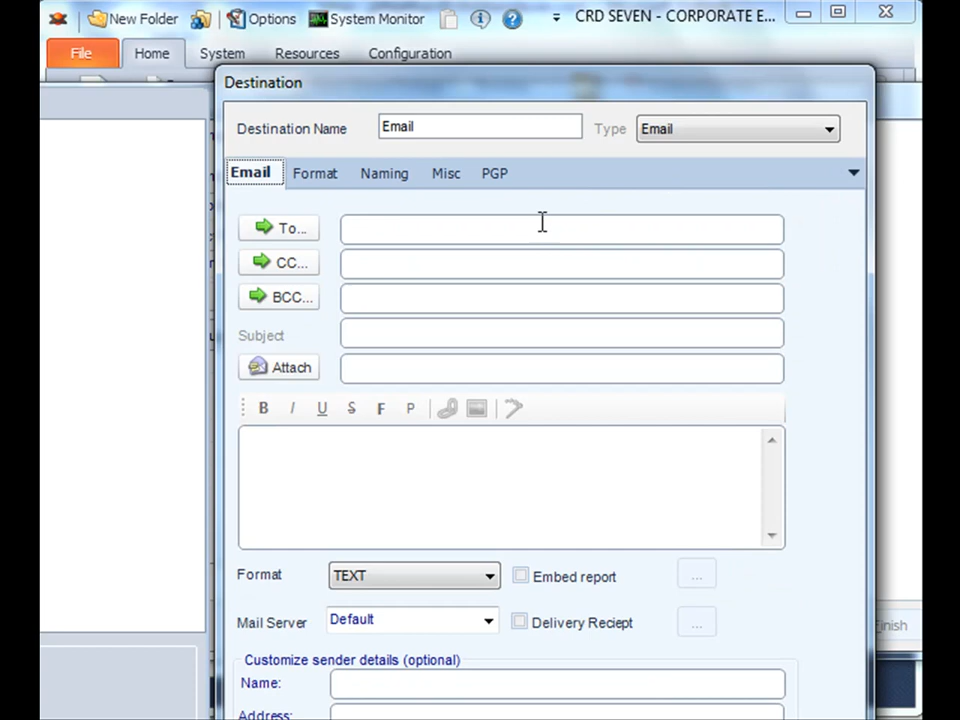 New Folder Options System Monitor CRD SEVEN - CORPORATE E...
File Home System Resources Configuration
Destination
Destination Name Email Type Email
Email Format Naming Misc PGP
To...
CC...
BCC...
Subject
Attach
B I U S F P
Format TEXT Embed report ...
Mail Server Default Delivery Reciept ...
Finish
Customize sender details (optional)
Name:
Address: